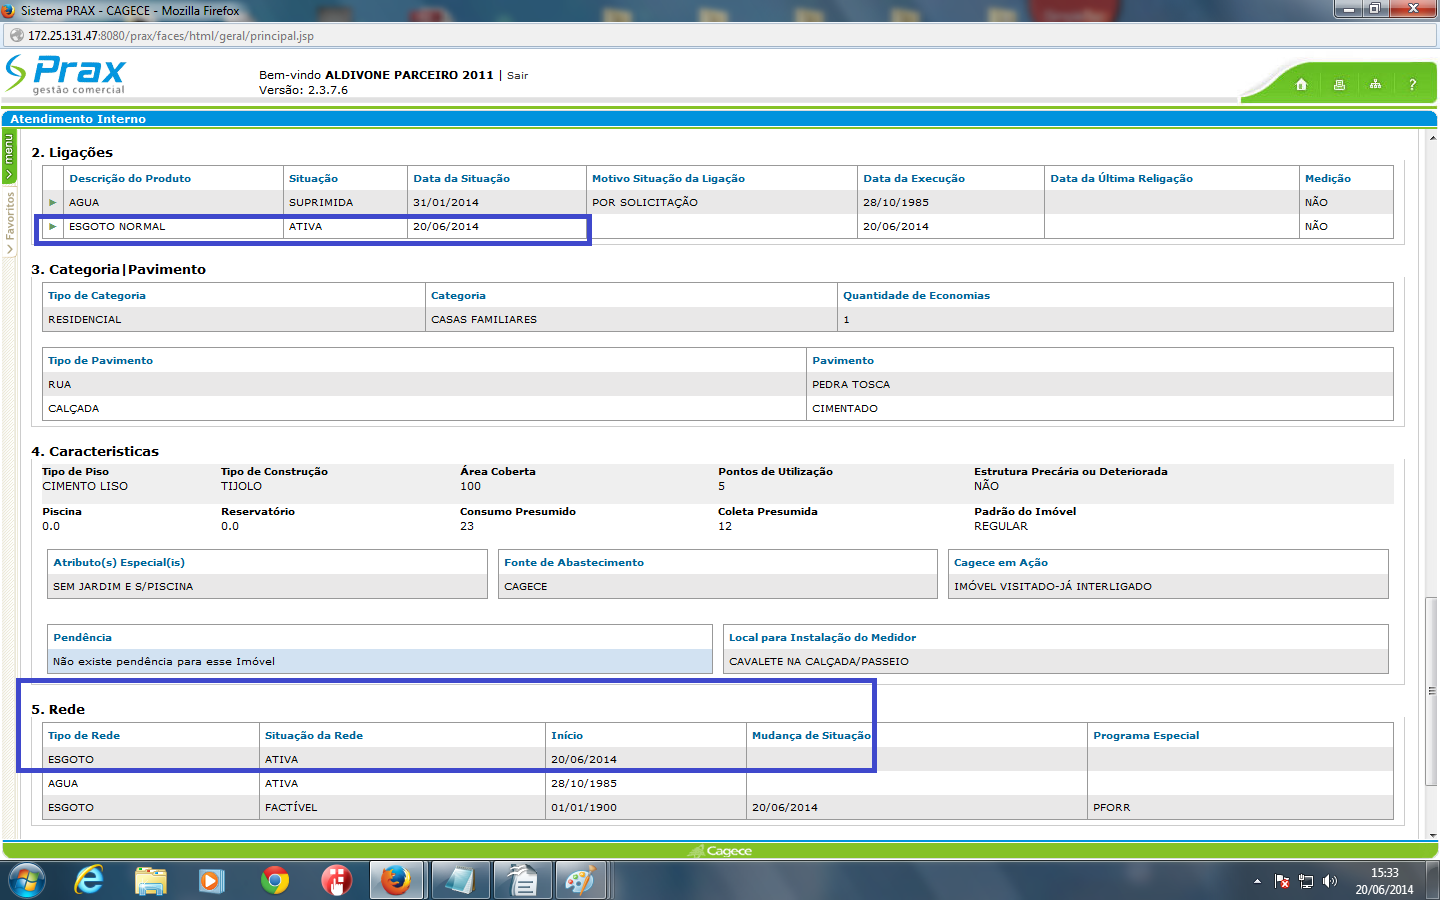 Sistema PRAX - CAGECE - Mozilla Firefox
172.25.131.47:8080/prax/faces/html/geral/principal.jsp
Prax
gestão comercial
Bem-vindo ALDIVONE PARCEIRO 2011 | Sair
Versão: 2.3.7.6
?
Atendimento Interno
menu
Favoritos
2. Ligações
Descrição do Produto Situação Data da Situação Motivo Situação da Ligação Data da Execução Data da Última Religação Medição
AGUA SUPRIMIDA 31/01/2014 POR SOLICITAÇÃO 28/10/1985 NÃO
ESGOTO NORMAL ATIVA 20/06/2014 20/06/2014 NÃO
3. Categoria|Pavimento
Tipo de Categoria Categoria Quantidade de Economias
RESIDENCIAL CASAS FAMILIARES 1
Tipo de Pavimento Pavimento
RUA PEDRA TOSCA
CALÇADA CIMENTADO
4. Caracteristicas
Tipo de Piso Tipo de Construção Área Coberta Pontos de Utilização Estrutura Precária ou Deteriorada
CIMENTO LISO TIJOLO 100 5 NÃO
Piscina Reservatório Consumo Presumido Coleta Presumida Padrão do Imóvel
0.0 0.0 23 12 REGULAR
Atributo(s) Especial(is) Fonte de Abastecimento Cagece em Ação
SEM JARDIM E S/PISCINA CAGECE IMÓVEL VISITADO-JÁ INTERLIGADO
Pendência Local para Instalação do Medidor
Não existe pendência para esse Imóvel CAVALETE NA CALÇADA/PASSEIO
5. Rede
Tipo de Rede Situação da Rede Início Mudança de Situação Programa Especial
ESGOTO ATIVA 20/06/2014
AGUA ATIVA 28/10/1985
ESGOTO FACTÍVEL 01/01/1900 20/06/2014 PFORR
Cagece
15:33
20/06/2014